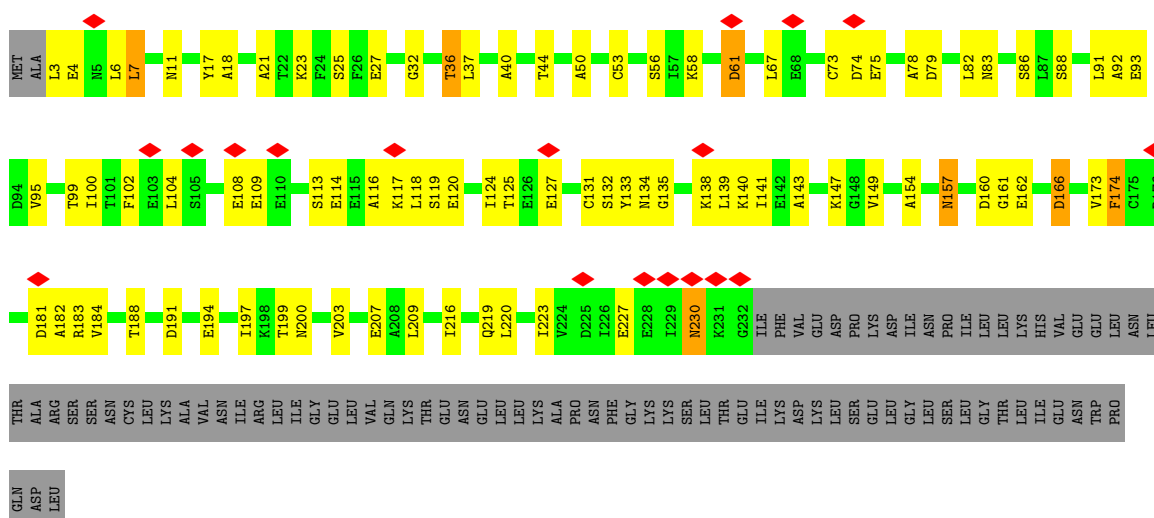 MET ALA L3 E4 N5 L6 L7 N11 Y17 A18 A21 T22 K23 F24 S25 F26 E27 G32 T36 L37 A40 T44 A50 C53 S56 I57 K58 D61 L67 E68 C73 D74 E75 A78 D79 L82 N83 S86 L87 S88 L91 A92 E93
D94 V95 T99 I100 T101 F102 E103 L104 S105 E108 E109 E110 S113 E114 E115 A116 K117 L118 S119 E120 I124 T125 E126 E127 C131 S132 Y133 N134 G135 K138 L139 K140 I141 E142 A143 K147 G148 V149 A154 N157 D160 G161 E162 D166 V173 F174 C175
D181 A182 R183 V184 T188 D191 E194 I197 K198 T199 N200 V203 E207 A208 L209 I216 Q219 L220 I223 V224 D225 I226 E227 E228 I229 N230 K231 G232 ILE PHE VAL GLU ASP PRO LYS ASP ILE ASN PRO ILE LEU LEU LYS HIS VAL GLU GLU LEU ASN LEU
THR ALA ARG SER SER ASN CYS LEU LYS ALA VAL ASN ILE ARG LEU ILE GLY GLU LEU VAL GLN LYS THR GLU ASN GLU LEU LEU LYS ALA PRO ASN PHE GLY LYS LYS SER LEU THR GLU ILE LYS ASP LYS LEU SER GLU LEU GLY LEU SER LEU GLY THR LEU ILE GLU ASN TRP PRO
GLN ASP LEU